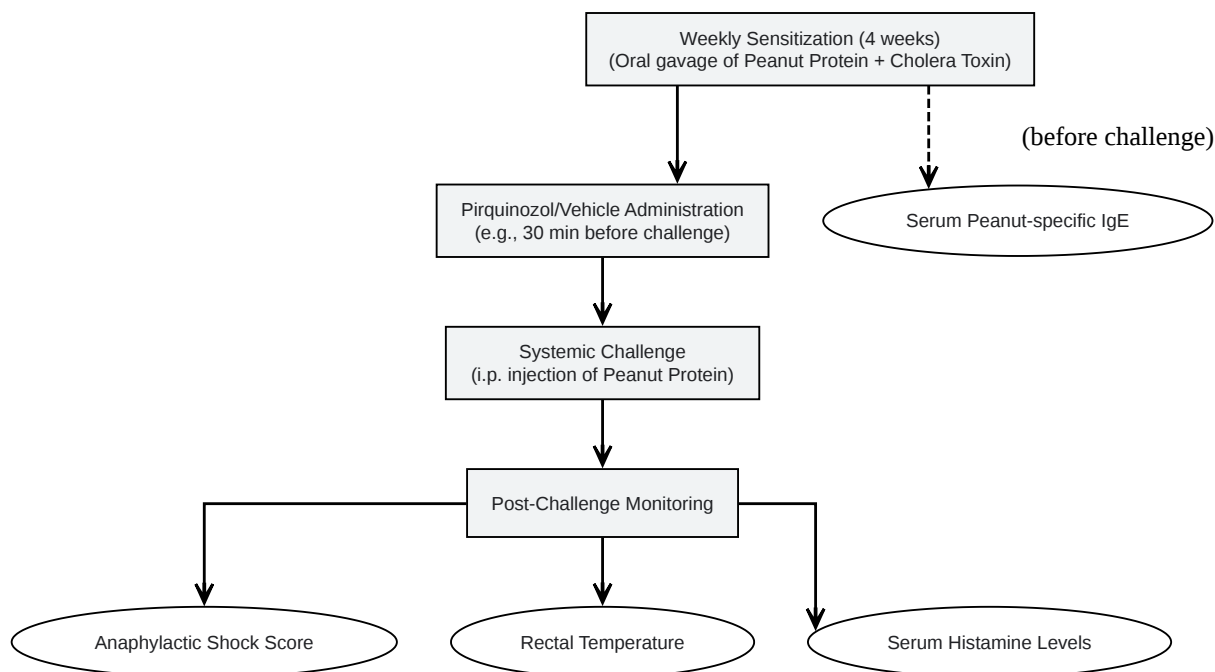 Weekly Sensitization (4 weeks)
(Oral gavage of Peanut Protein + Cholera Toxin)
(before challenge)
Pirquinozol/Vehicle Administration
(e.g., 30 min before challenge)
Serum Peanut-specific IgE
Systemic Challenge
(i.p. injection of Peanut Protein)
Post-Challenge Monitoring
Anaphylactic Shock Score
Rectal Temperature
Serum Histamine Levels